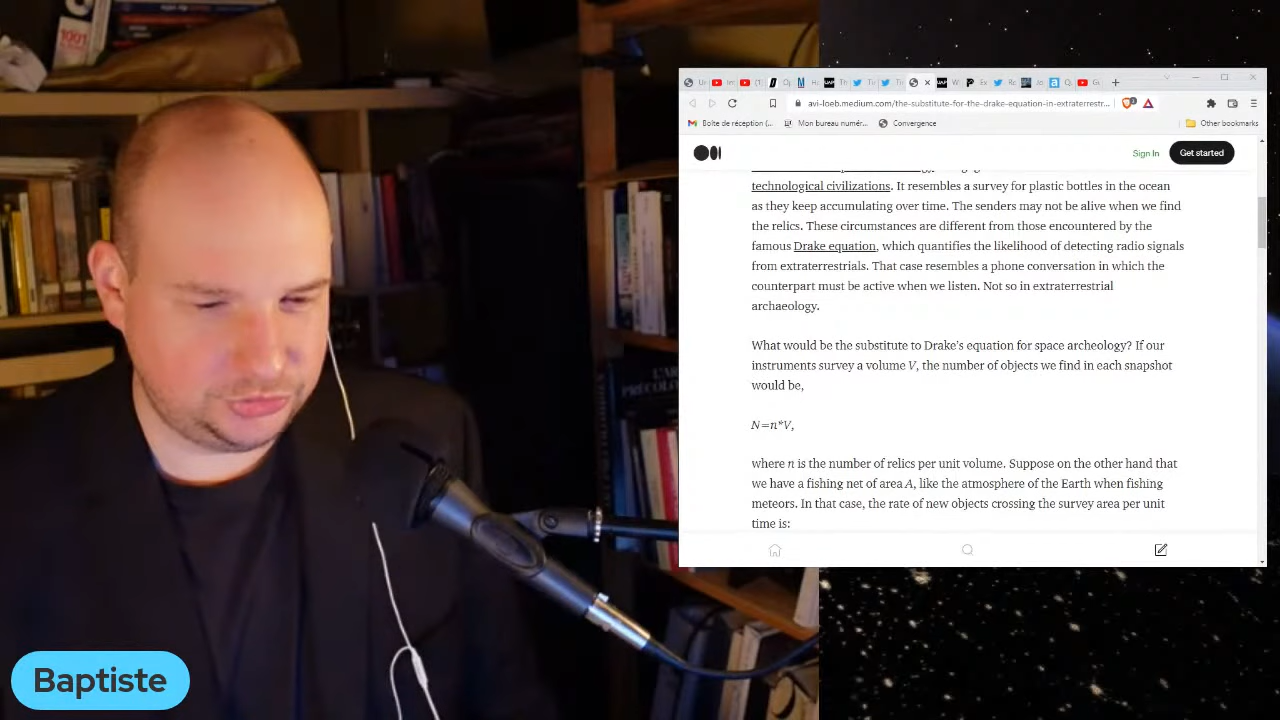 1001
avi-loeb.medium.com/the-substitute-for-the-drake-equation-in-extraterrestr...
Boîte de réception (...
Mon bureau numér...
Convergence
Other bookmarks
Sign In
Get started
technological civilizations. It resembles a survey for plastic bottles in the ocean
as they keep accumulating over time. The senders may not be alive when we find
the relics. These circumstances are different from those encountered by the
famous Drake equation, which quantifies the likelihood of detecting radio signals
from extraterrestrials. That case resembles a phone conversation in which the
counterpart must be active when we listen. Not so in extraterrestrial
archaeology.
What would be the substitute to Drake's equation for space archeology? If our
instruments survey a volume V, the number of objects we find in each snapshot
would be,
N=n*V,
where n is the number of relics per unit volume. Suppose on the other hand that
we have a fishing net of area A, like the atmosphere of the Earth when fishing
meteors. In that case, the rate of new objects crossing the survey area per unit
time is:
L'ART
PRÉCOLO
Baptiste